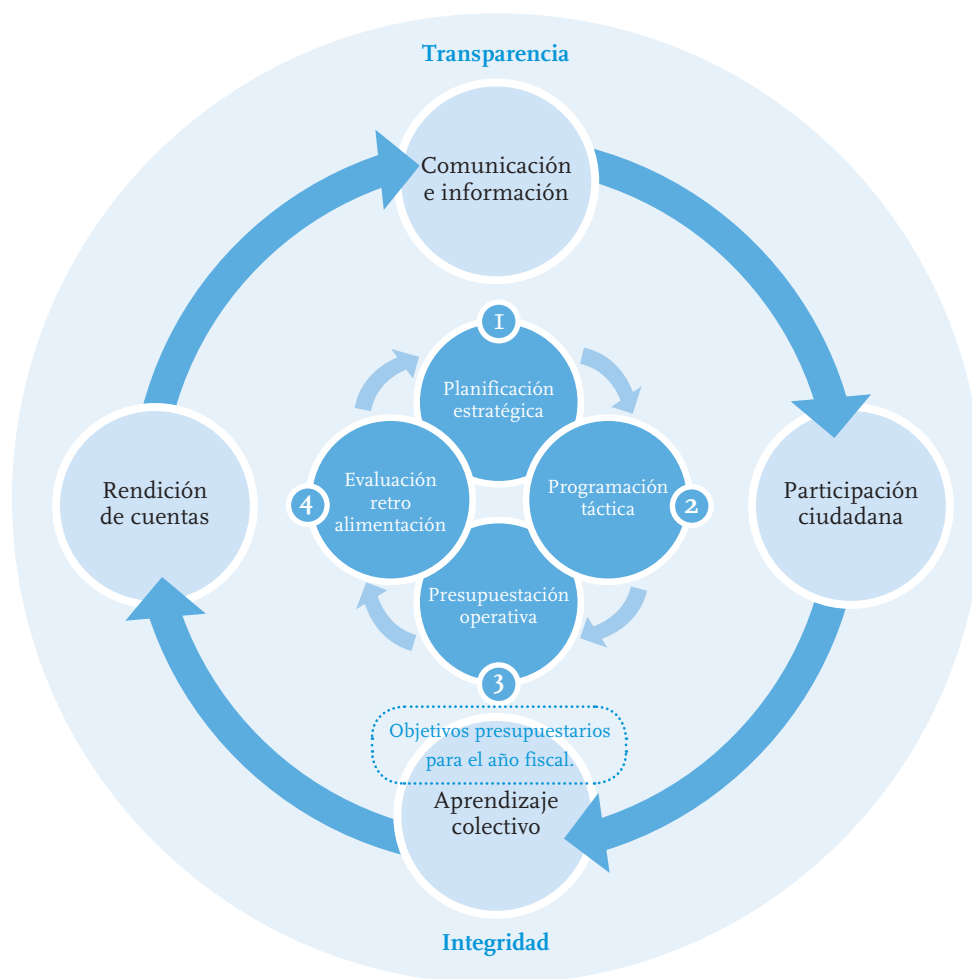 Transparencia
Comunicación
e información
1
Planificación
estratégica
Evaluación
retro
alimentación
4
Programación
táctica
2
Rendición
de cuentas
Participación
ciudadana
Presupuestación
operativa
3
Objetivos presupuestarios
para el año fiscal.
Aprendizaje
colectivo
Integridad